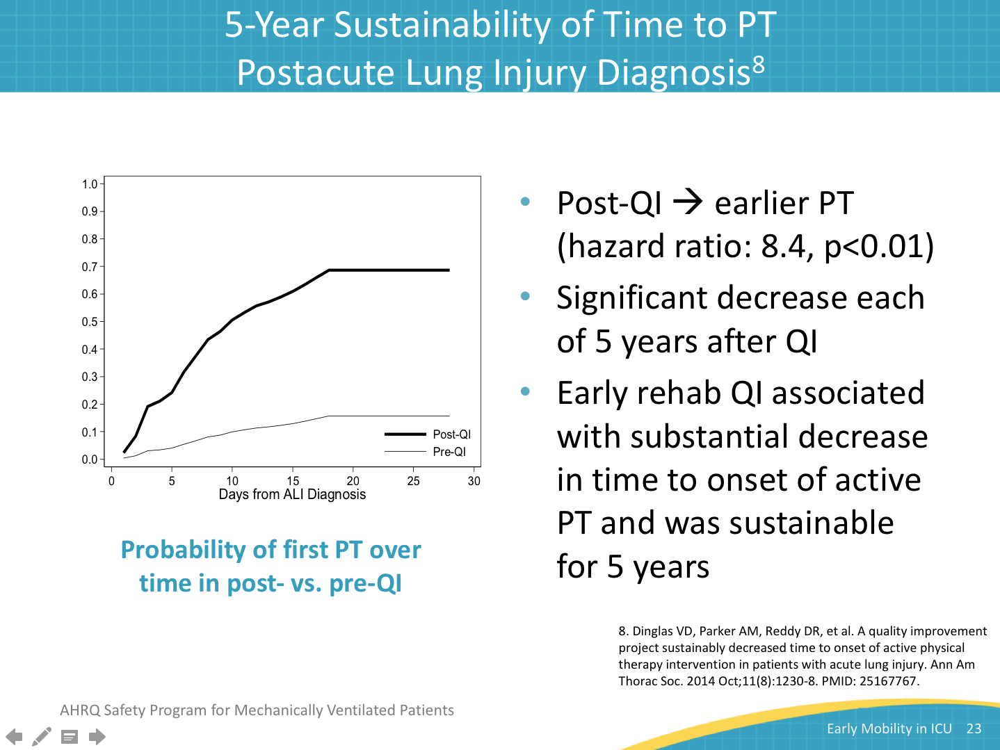 5-Year Sustainability of Time to PT
Postacute Lung Injury Diagnosis8
1.0
0.9
0.8
0.7
0.6
0.5
0.4
0.3
0.2
0.1
0.0
Post-QI
Pre-QI
0 5 10 15 20 25 30
Days from ALI Diagnosis
Probability of first PT over
time in post- vs. pre-QI
• Post-QI → earlier PT
(hazard ratio: 8.4, p<0.01)
• Significant decrease each
of 5 years after QI
• Early rehab QI associated
with substantial decrease
in time to onset of active
PT and was sustainable
for 5 years
8. Dinglas VD, Parker AM, Reddy DR, et al. A quality improvement
project sustainably decreased time to onset of active physical
therapy intervention in patients with acute lung injury. Ann Am
Thorac Soc. 2014 Oct;11(8):1230-8. PMID: 25167767.
AHRQ Safety Program for Mechanically Ventilated Patients
Early Mobility in ICU 23